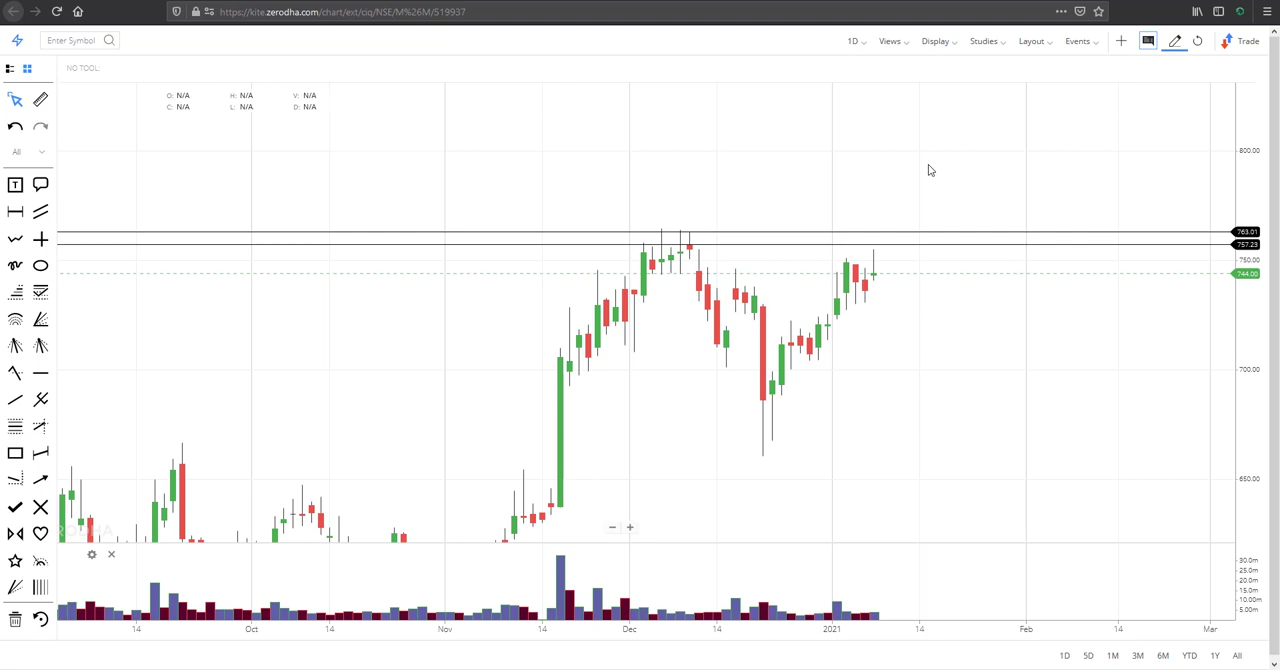 https://kite.zerodha.com/chart/ext/ciq/NSE/M%26M/519937
Enter Symbol
1D Views Display Studies Layout Events Trade
NO TOOL:
O: N/A H: N/A V: N/A
C: N/A L: N/A D: N/A
All
T
800.00
763.01
757.23
750.00
744.00
700.00
650.00
RODHA
30.0m
25.0m
20.0m
15.0m
10.00m
5.00m
14 Oct 14 Nov 14 Dec 14 2021 14 Feb 14 Mar
1D 5D 1M 3M 6M YTD 1Y All